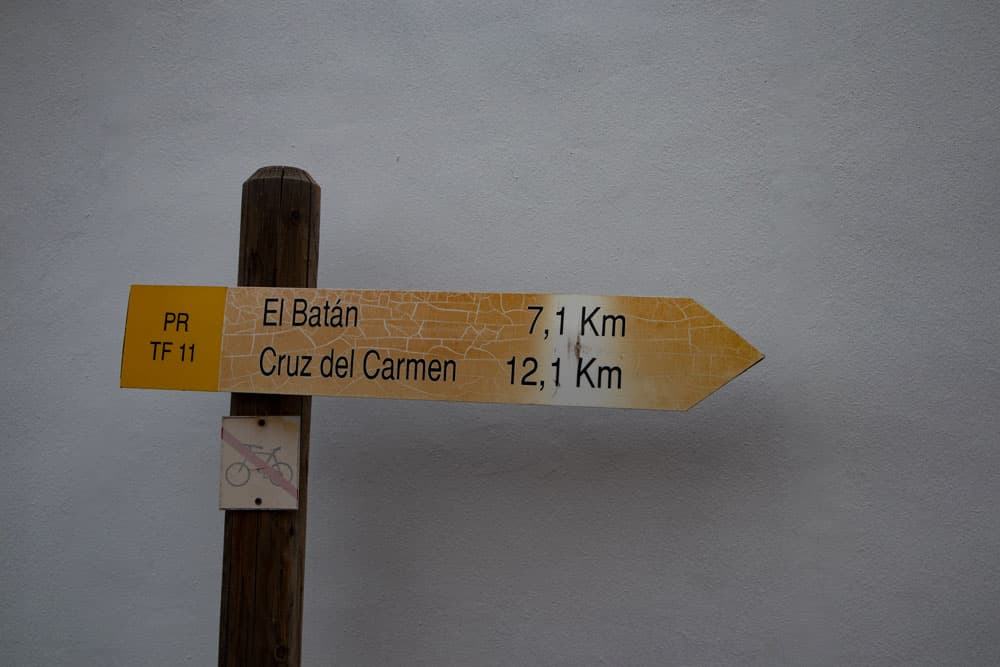 PR
TF 11
El Batán 7,1 Km
Cruz del Carmen 12,1 Km